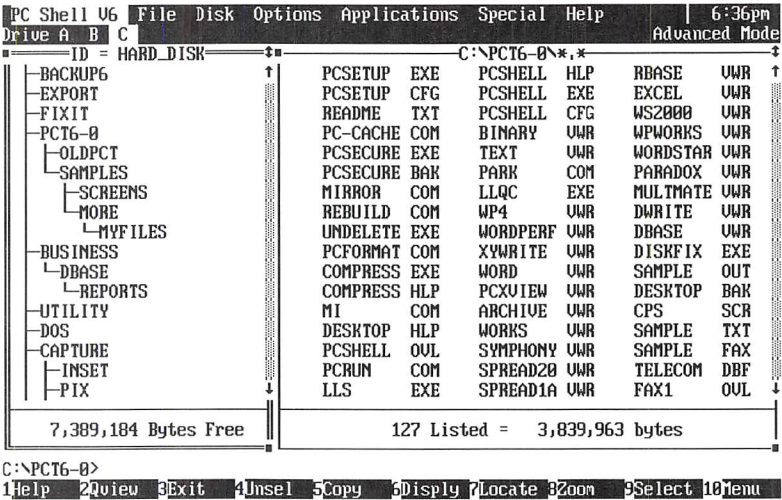 PC Shell V6 File Disk Options Applications Special Help 6:36pm
Drive A B C Advanced Mode
ID = HARD_DISK
C:\PCT6-0\*.*
BACKUP6 PCSETUP EXE PCSHELL HLP RBASE VWR
EXPORT PCSETUP CFG PCSHELL EXE EXCEL VWR
FIXIT README TXT PCSHELL CFG WS2000 VWR
PCT6-0 PC-CACHE COM BINARY VWR WPWORKS VWR
OLDPCT PCSECURE EXE TEXT VWR WORDSTAR VWR
SAMPLES PCSECURE BAK PARK COM PARADOX VWR
SCREENS MIRROR COM LLQC EXE MULTMATE VWR
MORE REBUILD COM WP4 VWR DWRITE VWR
MYFILES UNDELETE EXE WORDPERF VWR DBASE VWR
BUSINESS PCFORMAT COM XYWRITE VWR DISKFIX EXE
DBASE COMPRESS EXE WORD VWR SAMPLE OUT
REPORTS COMPRESS HLP PCXVIEW VWR DESKTOP BAK
UTILITY MI COM ARCHIVE VWR CPS SCR
DOS DESKTOP HLP WORKS VWR SAMPLE TXT
CAPTURE PCSHELL OVL SYMPHONY VWR SAMPLE FAX
INSET PCRUN COM SPREAD20 VWR TELECOM DBF
PIX LLS EXE SPREAD1A VWR FAX1 OVL
7,389,184 Bytes Free 127 Listed = 3,839,963 bytes
C:\PCT6-0>
1Help 2Qview 3Exit 4Unsel 5Copy 6Disply 7Locate 8Zoom 9Select 10Menu